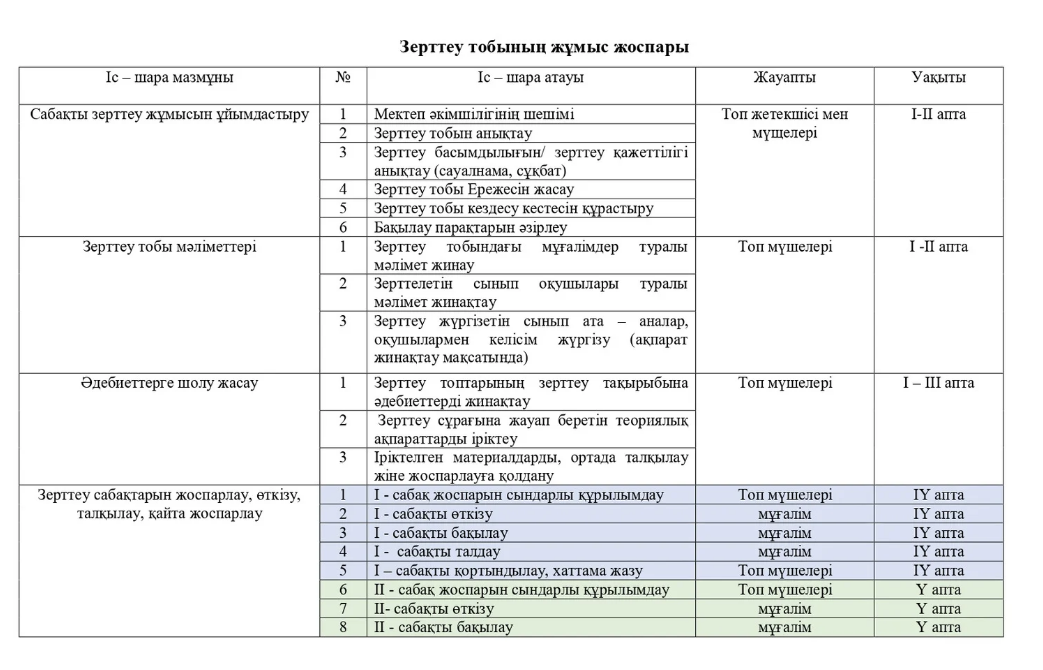 Зерттеу тобының жұмыс жоспары
Іс – шара мазмұны № Іс – шара атауы Жауапты Уақыты
Сабақты зерттеу жұмысын ұйымдастыру 1 Мектеп әкімшілігінің шешімі Топ жетекшісі мен І-ІІ апта
2 Зерттеу тобын анықтау мүщелері
3 Зерттеу басымдылығын/ зерттеу қажеттілігі
анықтау (сауалнама, сұқбат)
4 Зерттеу тобы Ережесін жасау
5 Зерттеу тобы кездесу кестесін құрастыру
6 Бақылау парақтарын әзірлеу
Зерттеу тобы мәліметтері 1 Зерттеу тобындағы мұғалімдер туралы Топ мүшелері І -ІІ апта
мәлімет жинау
2 Зерттелетін сынып оқушылары туралы
мәлімет жинақтау
3 Зерттеу жүргізетін сынып ата – аналар,
оқушылармен келісім жүргізу (ақпарат
жинақтау мақсатында)
Әдебиеттерге шолу жасау 1 Зерттеу топтарының зерттеу тақырыбына Топ мүшелері І – ІІІ апта
әдебиеттерді жинақтау
2 Зерттеу сұрағына жауап беретін теориялық
ақпараттарды іріктеу
3 Іріктелген материалдарды, ортада талқылау
жіне жоспарлауға қолдану
Зерттеу сабақтарын жоспарлау, өткізу, 1 І - сабақ жоспарын сындарлы құрылымдау Топ мүшелері ІҮ апта
талқылау, қайта жоспарлау 2 І - сабақты өткізу мұғалім ІҮ апта
3 І - сабақты бақылау мұғалім ІҮ апта
4 І - сабақты талдау мұғалім ІҮ апта
5 І – сабақты қортындылау, хаттама жазу Топ мүшелері ІҮ апта
6 ІІ - сабақ жоспарын сындарлы құрылымдау Топ мүшелері Ү апта
7 ІІ- сабақты өткізу мұғалім Ү апта
8 ІІ - сабақты бақылау мұғалім Ү апта